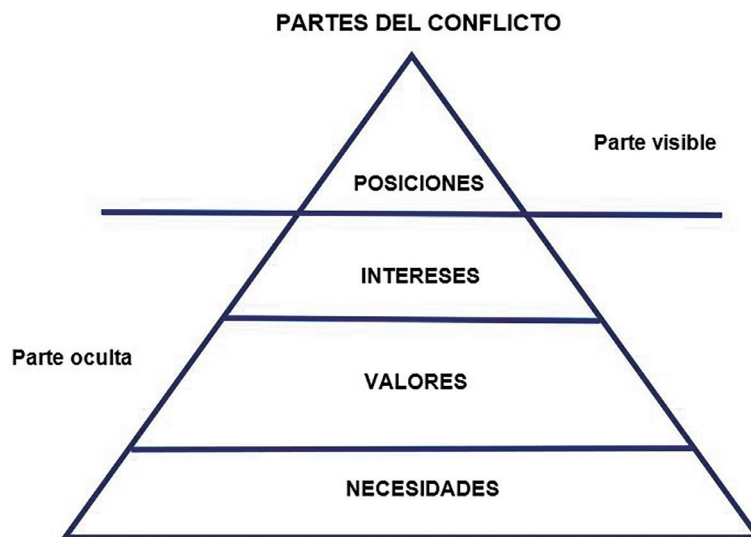 PARTES DEL CONFLICTO
Parte visible
POSICIONES
INTERESES
Parte oculta
VALORES
NECESIDADES